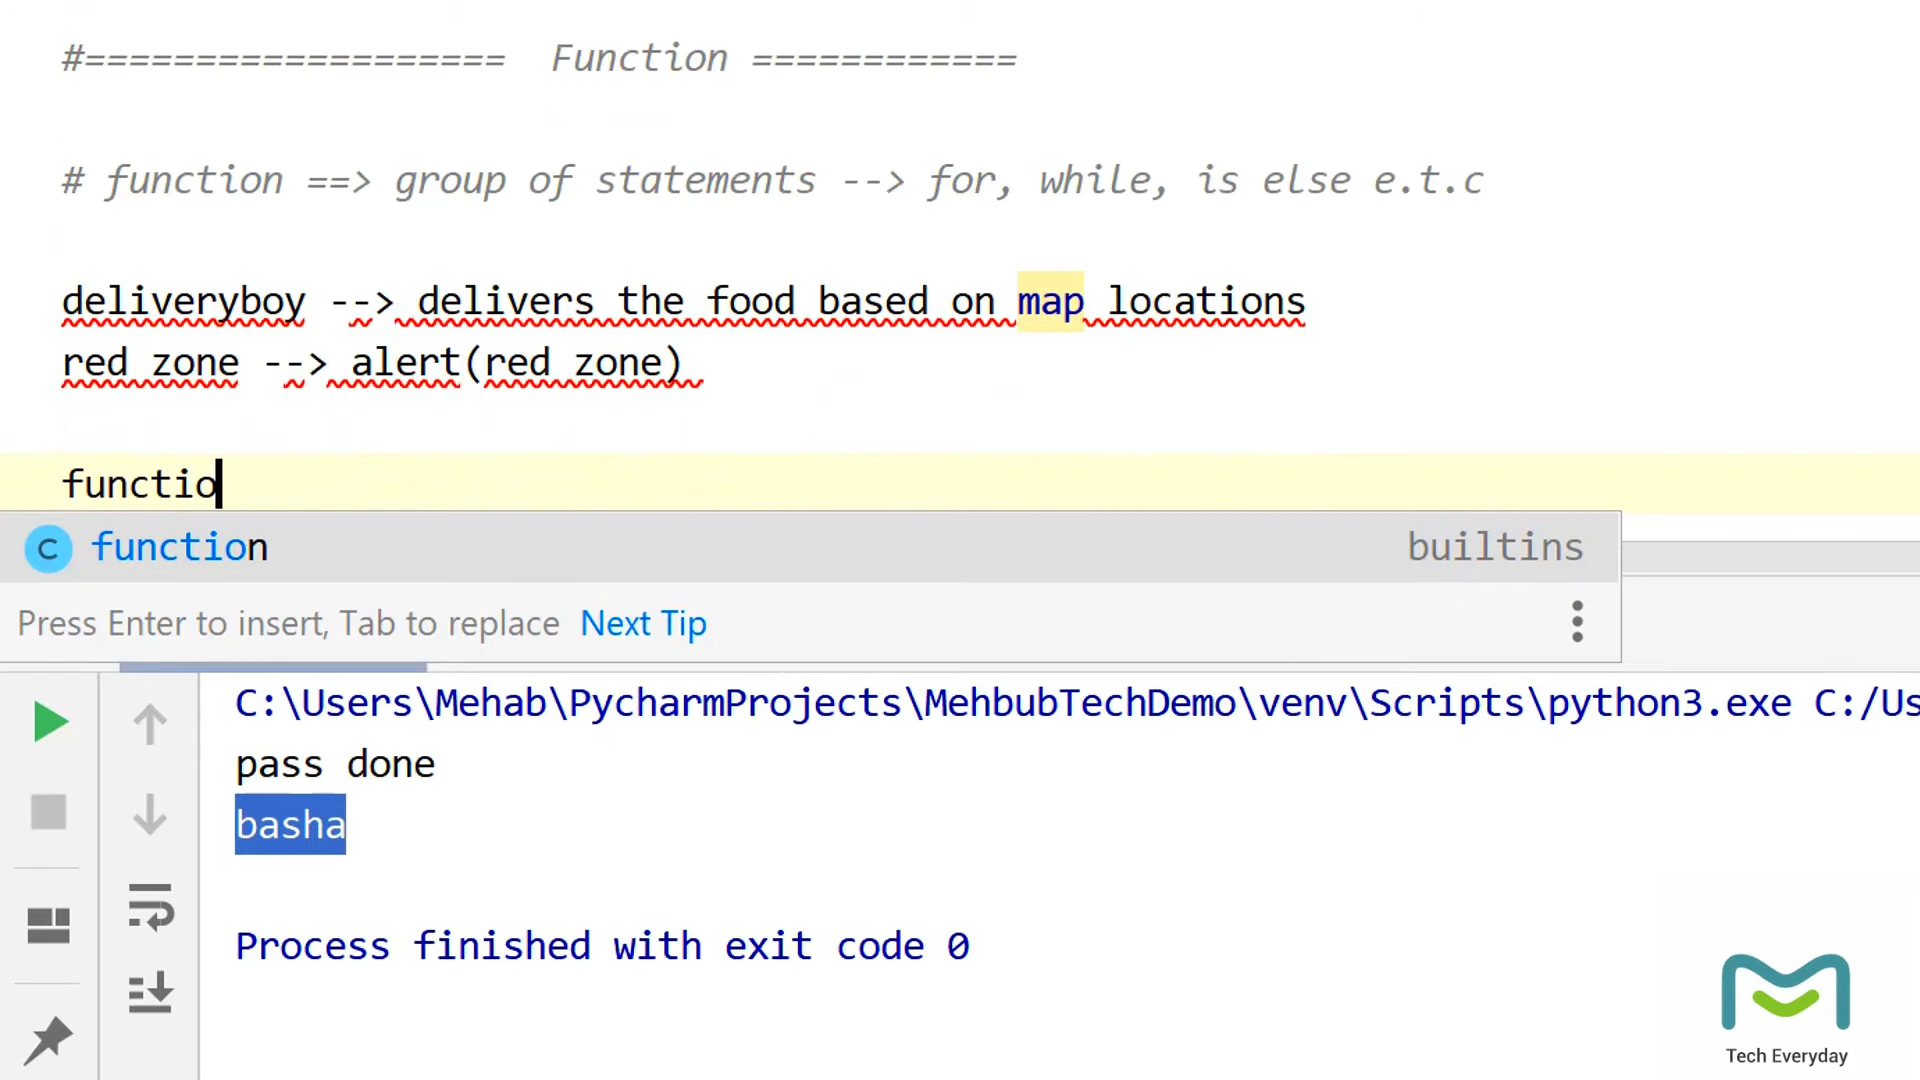 #===================  Function ============
# function ==> group of statements --> for, while, is else e.t.c
deliveryboy --> delivers the food based on map locations
red zone --> alert(red zone)
functio
function builtins
Press Enter to insert, Tab to replace Next Tip
C:\Users\Mehab\PycharmProjects\MehbubTechDemo\venv\Scripts\python3.exe C:/Us
pass done
basha
Process finished with exit code 0
Tech Everyday